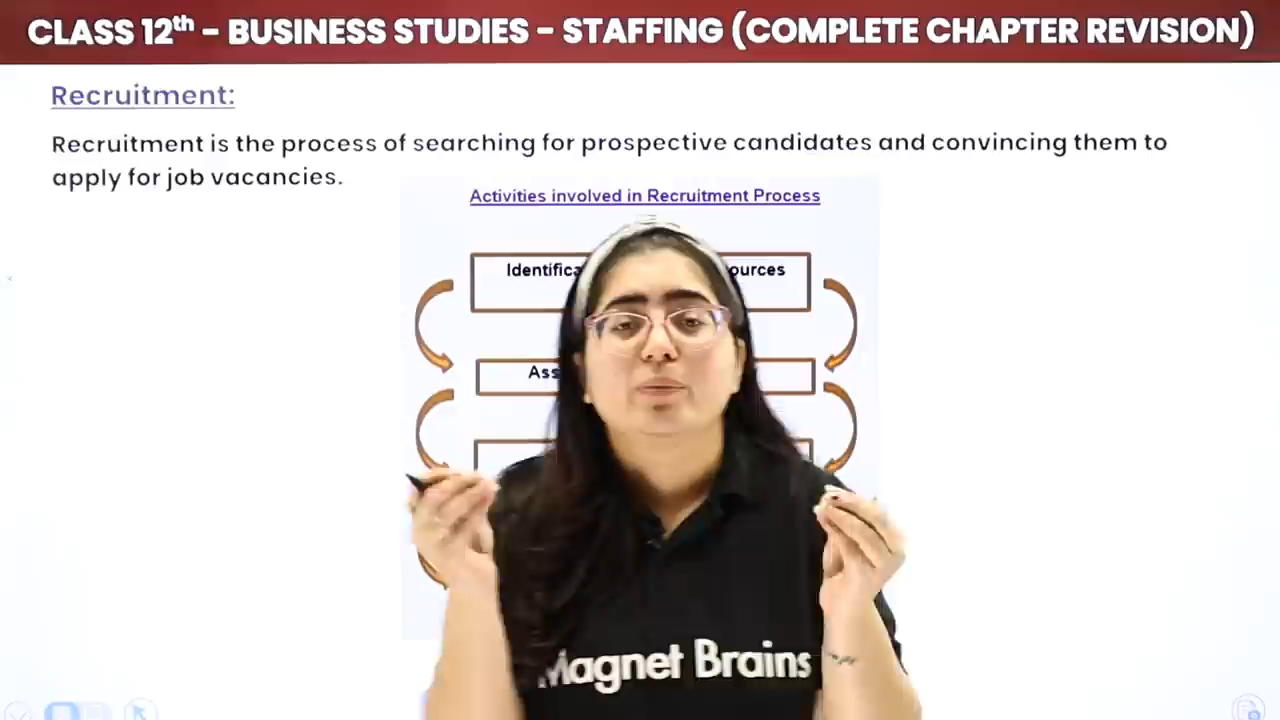 CLASS 12th – BUSINESS STUDIES – STAFFING (COMPLETE CHAPTER REVISION)
Recruitment:
Recruitment is the process of searching for prospective candidates and convincing them to
apply for job vacancies.
Activities involved in Recruitment Process
Magnet Brains